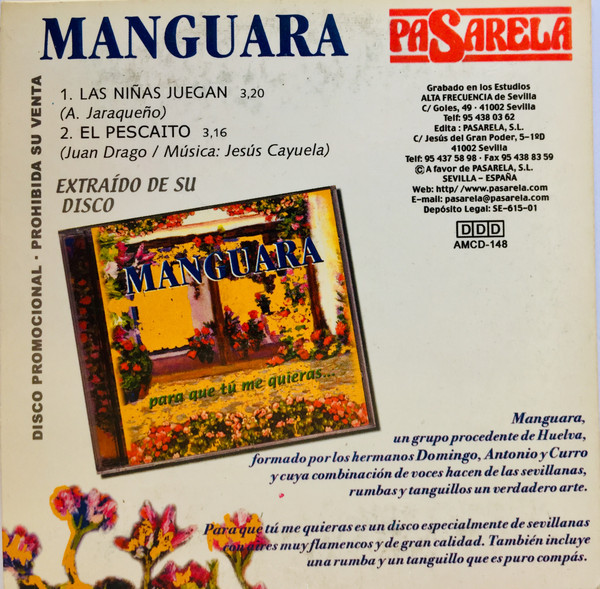 MANGUARA
PASARELA
1. LAS NIÑAS JUEGAN 3,20
(A. Jaraqueño)
2. EL PESCAITO 3,16
(Juan Drago / Música: Jesús Cayuela)
EXTRAÍDO DE SU
DISCO
DISCO PROMOCIONAL · PROHIBIDA SU VENTA
Grabado en los Estudios
ALTA FRECUENCIA de Sevilla
C/ Goles, 49 · 41002 Sevilla
Telf: 95 438 03 62
Edita : PASARELA, S.L.
C/ Jesús del Gran Poder, 5-19D
41002 Sevilla
Telf: 95 437 58 98 · Fax 95 438 83 59
© A favor de PASARELA, S.L.
SEVILLA – ESPAÑA
Web: http/ /www.pasarela.com
E-mail: pasarela@pasarela.com
Depósito Legal: SE-615-01
DDD
AMCD-148
MANGUARA
para que tú me quieras...
Manguara,
un grupo procedente de Huelva,
formado por los hermanos Domingo, Antonio y Curro
y cuya combinación de voces hacen de las sevillanas,
rumbas y tanguillos un verdadero arte.
Para que tú me quieras es un disco especialmente de sevillanas
con aires muy flamencos y de gran calidad. También incluye
una rumba y un tanguillo que es puro compás.